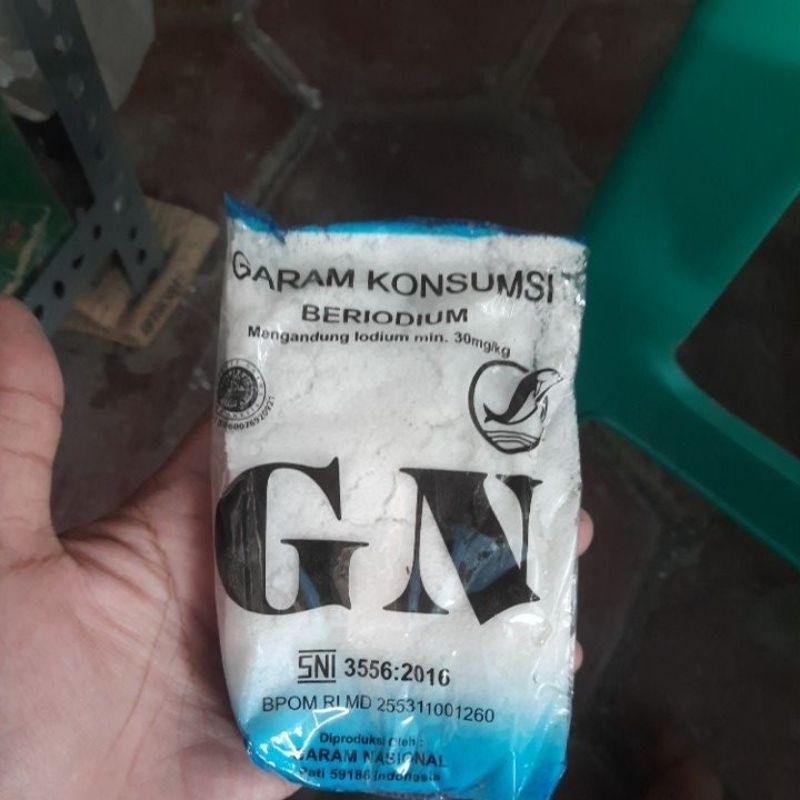 GARAM KONSUMSI
BERIODIUM
Mengandung Iodium min. 30mg/kg
GN
SNI 3556:2016
BPOM RI MD 255311001260
Diproduksi Oleh :
GARAM NASIONAL
Pati 59186 Indonesia